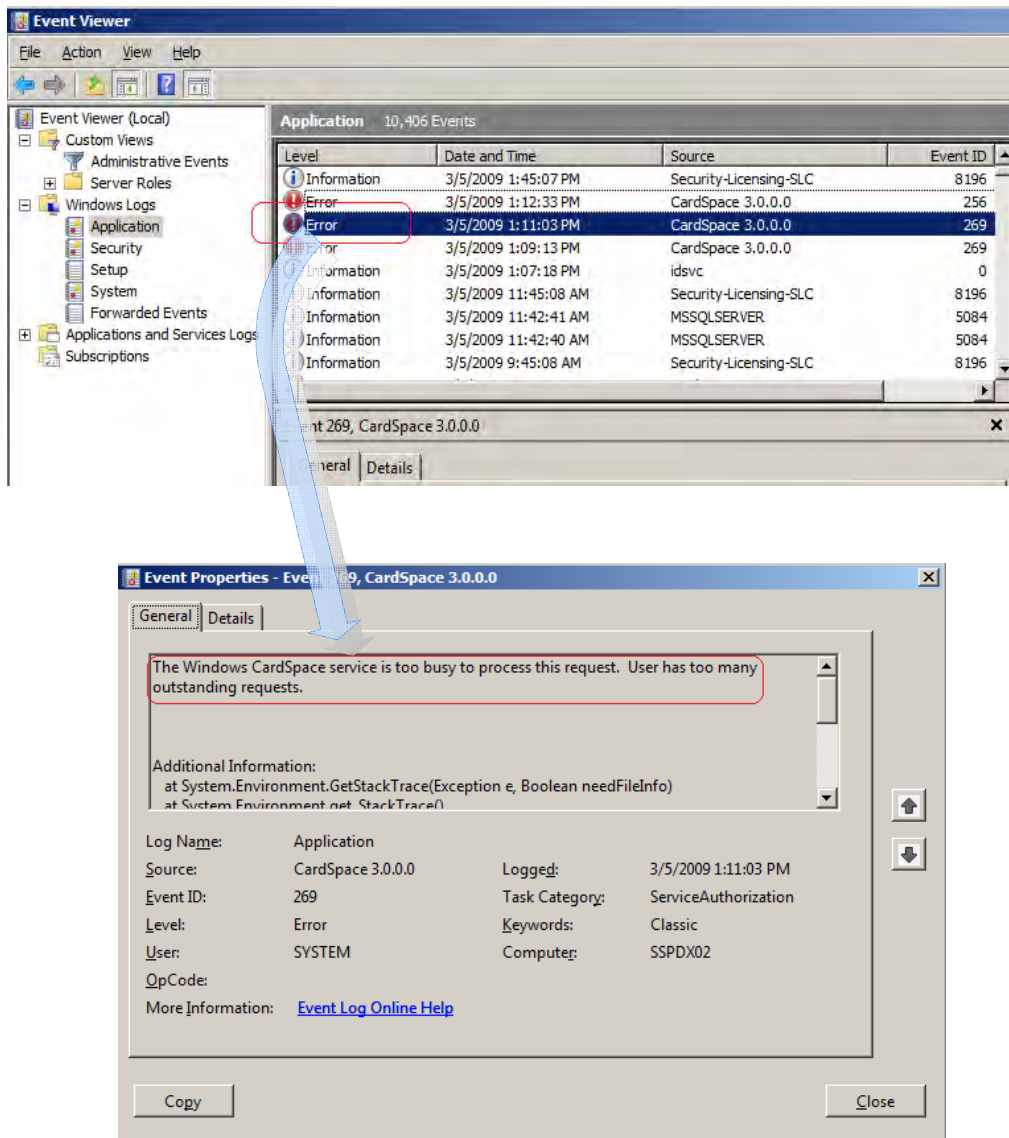 Event Viewer
File Action View Help
Event Viewer (Local)
Custom Views
Administrative Events
Server Roles
Windows Logs
Application
Security
Setup
System
Forwarded Events
Applications and Services Logs
Subscriptions
Application 10,406 Events
Level Date and Time Source Event ID
Information 3/5/2009 1:45:07 PM Security-Licensing-SLC 8196
Error 3/5/2009 1:12:33 PM CardSpace 3.0.0.0 256
Error 3/5/2009 1:11:03 PM CardSpace 3.0.0.0 269
Error 3/5/2009 1:09:13 PM CardSpace 3.0.0.0 269
Information 3/5/2009 1:07:18 PM idsvc 0
Information 3/5/2009 11:45:08 AM Security-Licensing-SLC 8196
Information 3/5/2009 11:42:41 AM MSSQLSERVER 5084
Information 3/5/2009 11:42:40 AM MSSQLSERVER 5084
Information 3/5/2009 9:45:08 AM Security-Licensing-SLC 8196
Event 269, CardSpace 3.0.0.0
General Details
Event Properties - Event 269, CardSpace 3.0.0.0
General Details
The Windows CardSpace service is too busy to process this request. User has too many
outstanding requests.
Additional Information:
at System.Environment.GetStackTrace(Exception e, Boolean needFileInfo)
at System.Environment.get_StackTrace()
Log Name: Application
Source: CardSpace 3.0.0.0 Logged: 3/5/2009 1:11:03 PM
Event ID: 269 Task Category: ServiceAuthorization
Level: Error Keywords: Classic
User: SYSTEM Computer: SSPDX02
OpCode:
More Information: Event Log Online Help
Copy Close